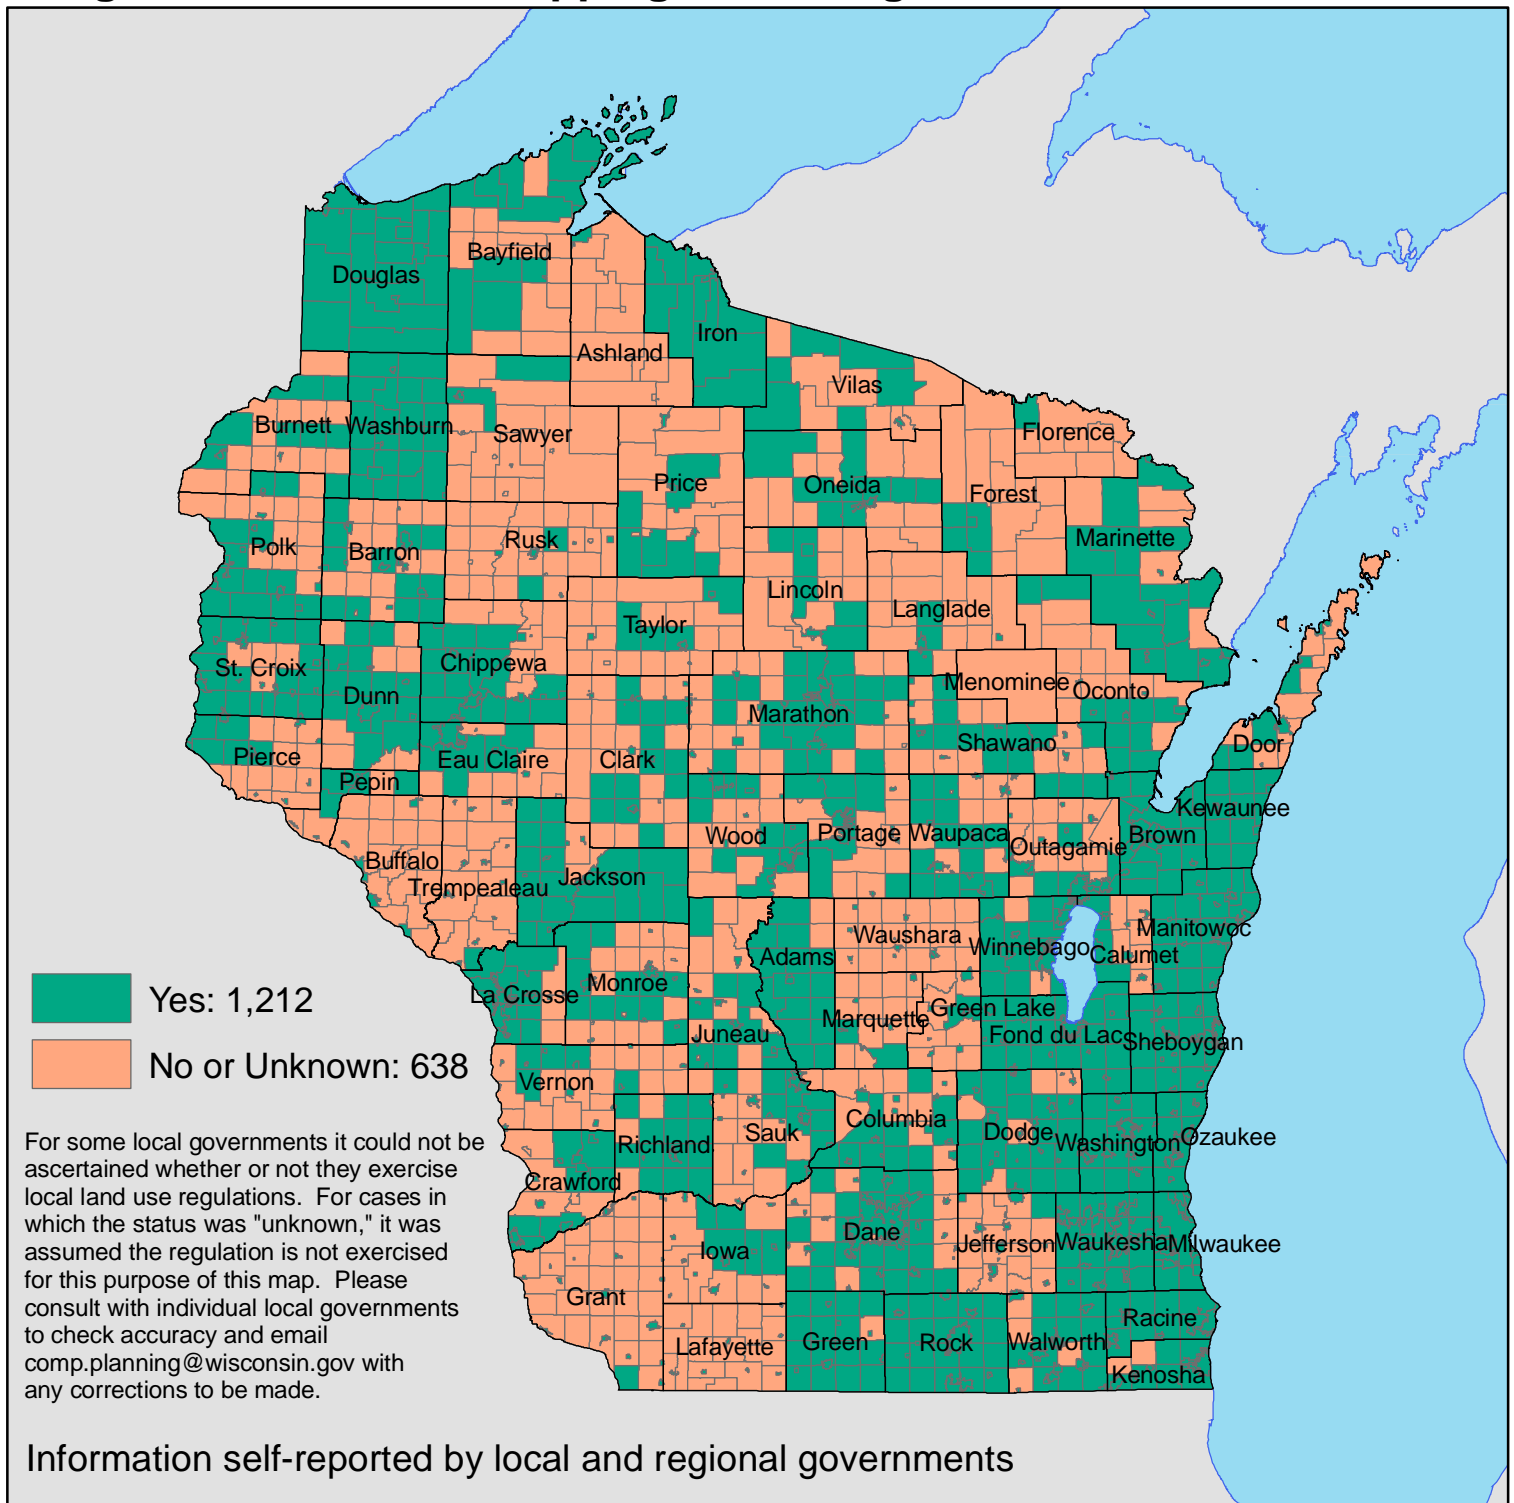 Bayfield
Douglas
Iron
Ashland
Vilas
Burnett
Washburn
Sawyer
Florence
Price
Oneida
Forest
Marinette
Polk
Barron
Rusk
Lincoln
Langlade
Taylor
St. Croix
Chippewa
Menominee
Oconto
Dunn
Marathon
Shawano
Door
Pierce
Eau Claire
Clark
Pepin
Kewaunee
Wood
Portage
Waupaca
Brown
Outagamie
Buffalo
Jackson
Trempealeau
Manitowoc
Waushara
Winnebago
Adams
Calumet
Monroe
La Crosse
Green Lake
Marquette
Juneau
Fond du Lac
Sheboygan
Vernon
Columbia
Sauk
Dodge
Richland
Washington
Ozaukee
Crawford
Dane
Iowa
Jefferson
Waukesha
Milwaukee
Grant
Lafayette
Green
Rock
Walworth
Racine
Kenosha
Yes: 1,212
No or Unknown: 638
For some local governments it could not be
ascertained whether or not they exercise
local land use regulations. For cases in
which the status was "unknown," it was
assumed the regulation is not exercised
for this purpose of this map. Please
consult with individual local governments
to check accuracy and email
comp.planning@wisconsin.gov with
any corrections to be made.
Information self-reported by local and regional governments